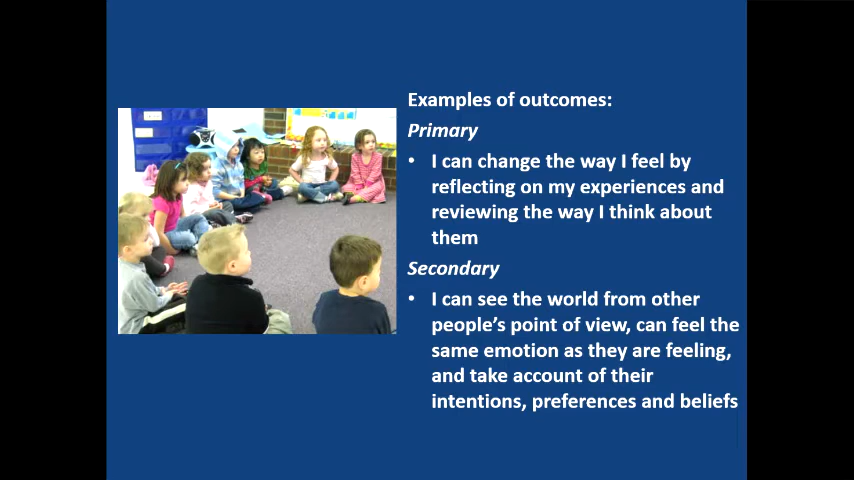 Examples of outcomes:
Primary
• I can change the way I feel by
reflecting on my experiences and
reviewing the way I think about
them
Secondary
• I can see the world from other
people's point of view, can feel the
same emotion as they are feeling,
and take account of their
intentions, preferences and beliefs